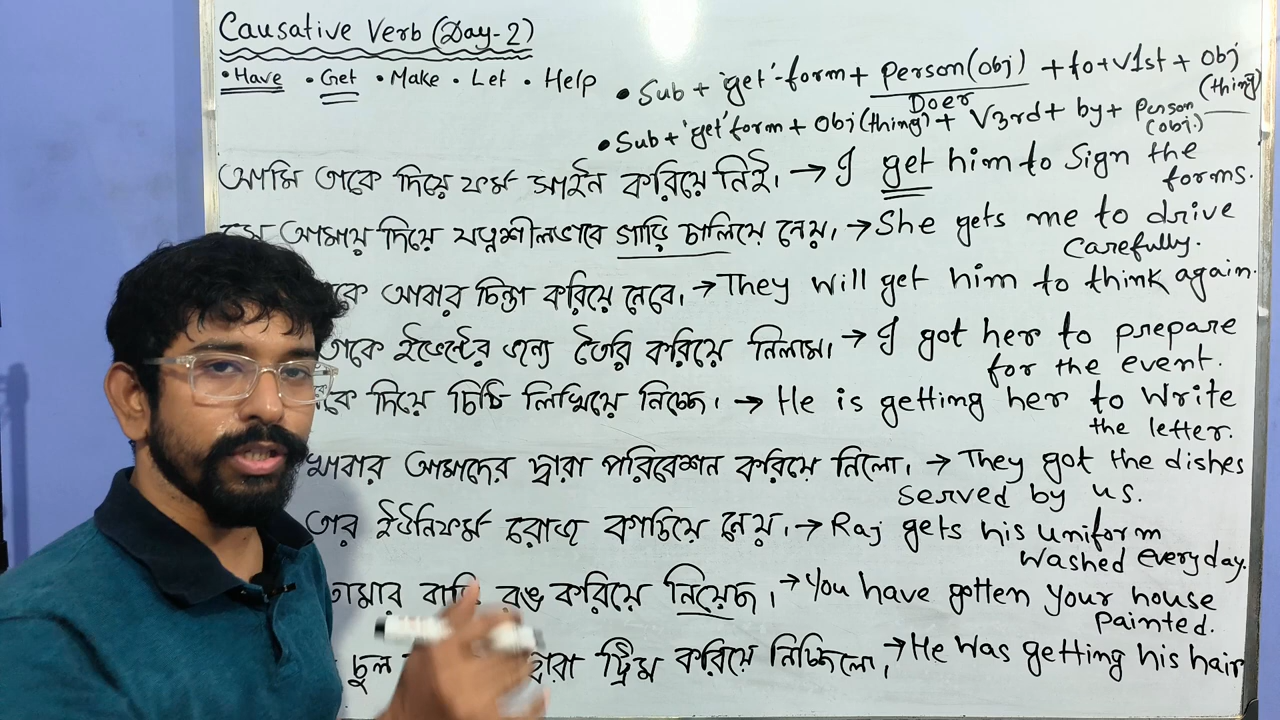 Causative Verb (Day-2)
• Have • Get • Make • Let • Help
• Sub + 'get'-form + Person(obj) + to + V1st + Obj
Doer (thing)
• Sub + 'get' form + Obj (thing) + V3rd + by + Person
(obj.)
আমি তাকে দিয়ে ফর্ম সাইন করিয়ে নিই। → I get him to Sign the
forms.
সে আমায় দিয়ে যত্নশীলভাবে গাড়ি চালিয়ে নেয়। → She gets me to drive
Carefully.
আবার চিন্তা করিয়ে নেবে। → They will get him to think again.
তাকে ইভেন্টের জন্যে তৈরি করিয়ে নিলাম। → I got her to prepare
for the event.
দিয়ে চিঠি লিখিয়ে নিচ্ছে। → He is getting her to Write
the letter.
খাবার আমাদের দ্বারা পরিবেশন করিয়ে নিলো। → They got the dishes
Served by us.
তার ইউনিফর্ম রোজ কাচিয়ে নেয়। → Raj gets his uniform
Washed everyday.
তোমার বাড়ি রঙ করিয়ে নিয়েছ। → You have gotten your house
Painted.
চুল দ্বারা ট্রিম করিয়ে নিচ্ছিলো। → He was getting his hair